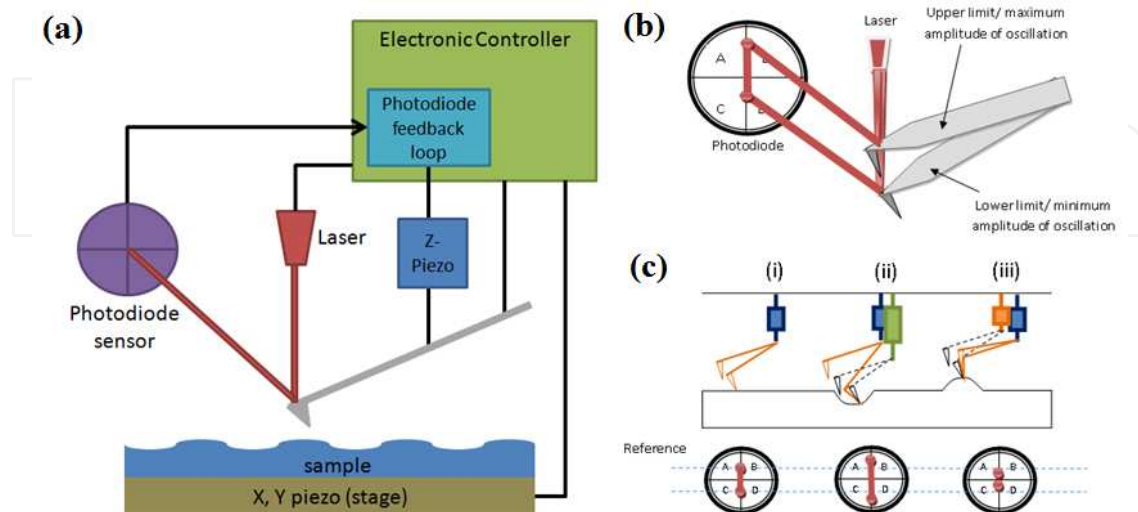 (a)
Electronic Controller
Photodiode
feedback
loop
Laser
Z-
Piezo
Photodiode
sensor
sample
X, Y piezo (stage)
(b)
Laser
Upper limit/ maximum
amplitude of oscillation
A
C
Photodiode
Lower limit/ minimum
amplitude of oscillation
(c)
(i)
(ii)
(iii)
Reference
A B
C D
A B
C D
A B
C D